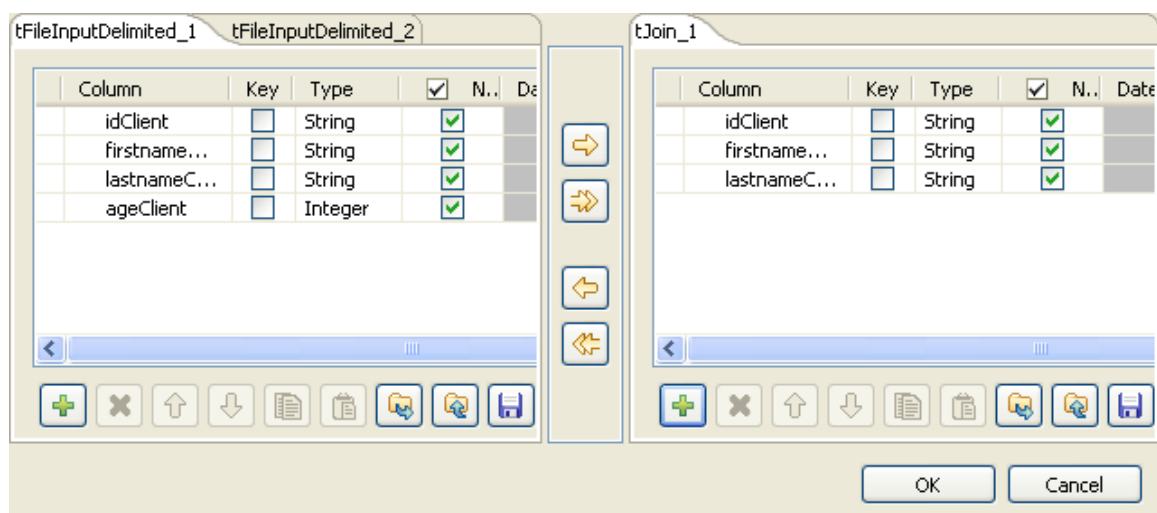 tFileInputDelimited_1 tFileInputDelimited_2 tJoin_1
Column Key Type N.. Da Column Key Type N.. Date
idClient String idClient String
firstname... String firstname... String
lastnameC... String lastnameC... String
ageClient Integer
OK Cancel